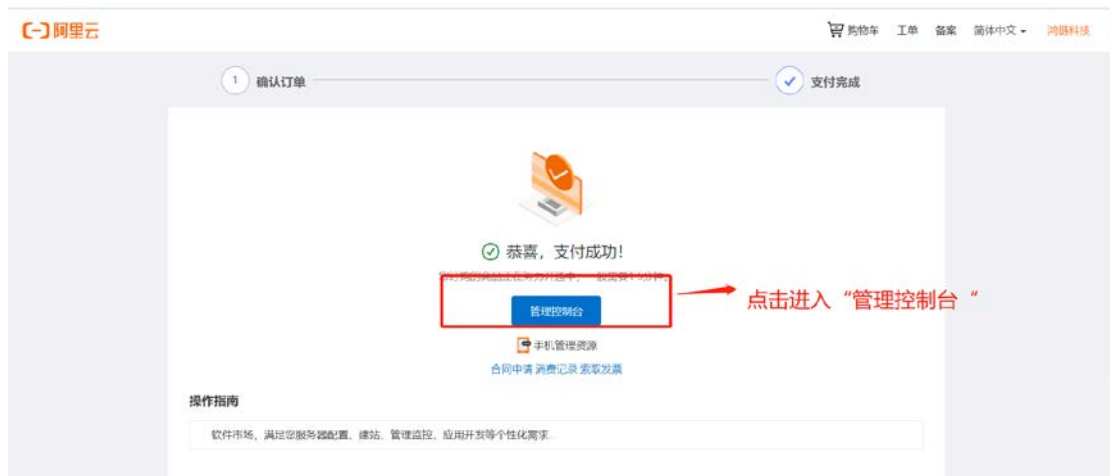 阿里云
购物车 工单 备案 简体中文 鸿链科技
1 确认订单 支付完成
恭喜，支付成功!
管理控制台
点击进入“管理控制台“
手机管理资源
合同申请 消费记录 索取发票
操作指南
软件市场，满足您服务器配置、建站、管理监控、应用开发等个性化需求